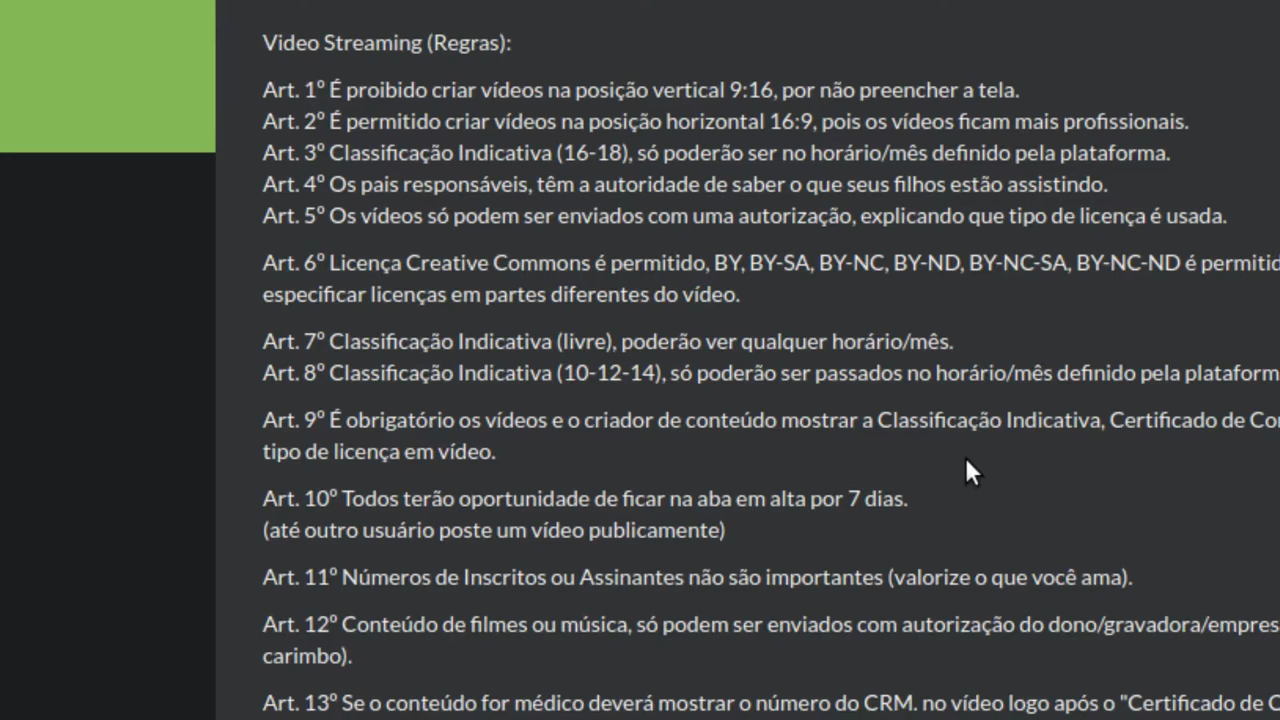 Video Streaming (Regras):
Art. 1º É proibido criar vídeos na posição vertical 9:16, por não preencher a tela.
Art. 2º É permitido criar vídeos na posição horizontal 16:9, pois os vídeos ficam mais profissionais.
Art. 3º Classificação Indicativa (16-18), só poderão ser no horário/mês definido pela plataforma.
Art. 4º Os pais responsáveis, têm a autoridade de saber o que seus filhos estão assistindo.
Art. 5º Os vídeos só podem ser enviados com uma autorização, explicando que tipo de licença é usada.
Art. 6º Licença Creative Commons é permitido, BY, BY-SA, BY-NC, BY-ND, BY-NC-SA, BY-NC-ND é
especificar licenças em partes diferentes do vídeo.
Art. 7º Classificação Indicativa (livre), poderão ver qualquer horário/mês.
Art. 8º Classificação Indicativa (10-12-14), só poderão ser passados no horário/mês definido pela
Art. 9º É obrigatório os vídeos e o criador de conteúdo mostrar a Classificação Indicativa, Certificado de
tipo de licença em vídeo.
Art. 10º Todos terão oportunidade de ficar na aba em alta por 7 dias.
(até outro usuário poste um vídeo publicamente)
Art. 11º Números de Inscritos ou Assinantes não são importantes (valorize o que você ama).
Art. 12º Conteúdo de filmes ou música, só podem ser enviados com autorização do dono/gravadora/
carimbo).
Art. 13º Se o conteúdo for médico deverá mostrar o número do CRM. no vídeo logo após o "Certificado de